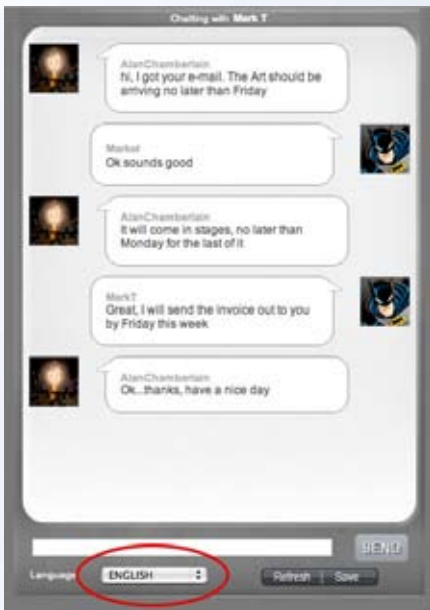 Chatting with Mark T
AlanChamberlain
hi, I got your e-mail. The Art should be
arriving no later than Friday
Markot
Ok sounds good
AlanChamberlain
It will come in stages, no later than
Monday for the last of it
MarkT
Great, I will send the invoice out to you
by Friday this week
AlanChamberlain
Ok...thanks, have a nice day
SEND
Language ENGLISH Refresh | Save